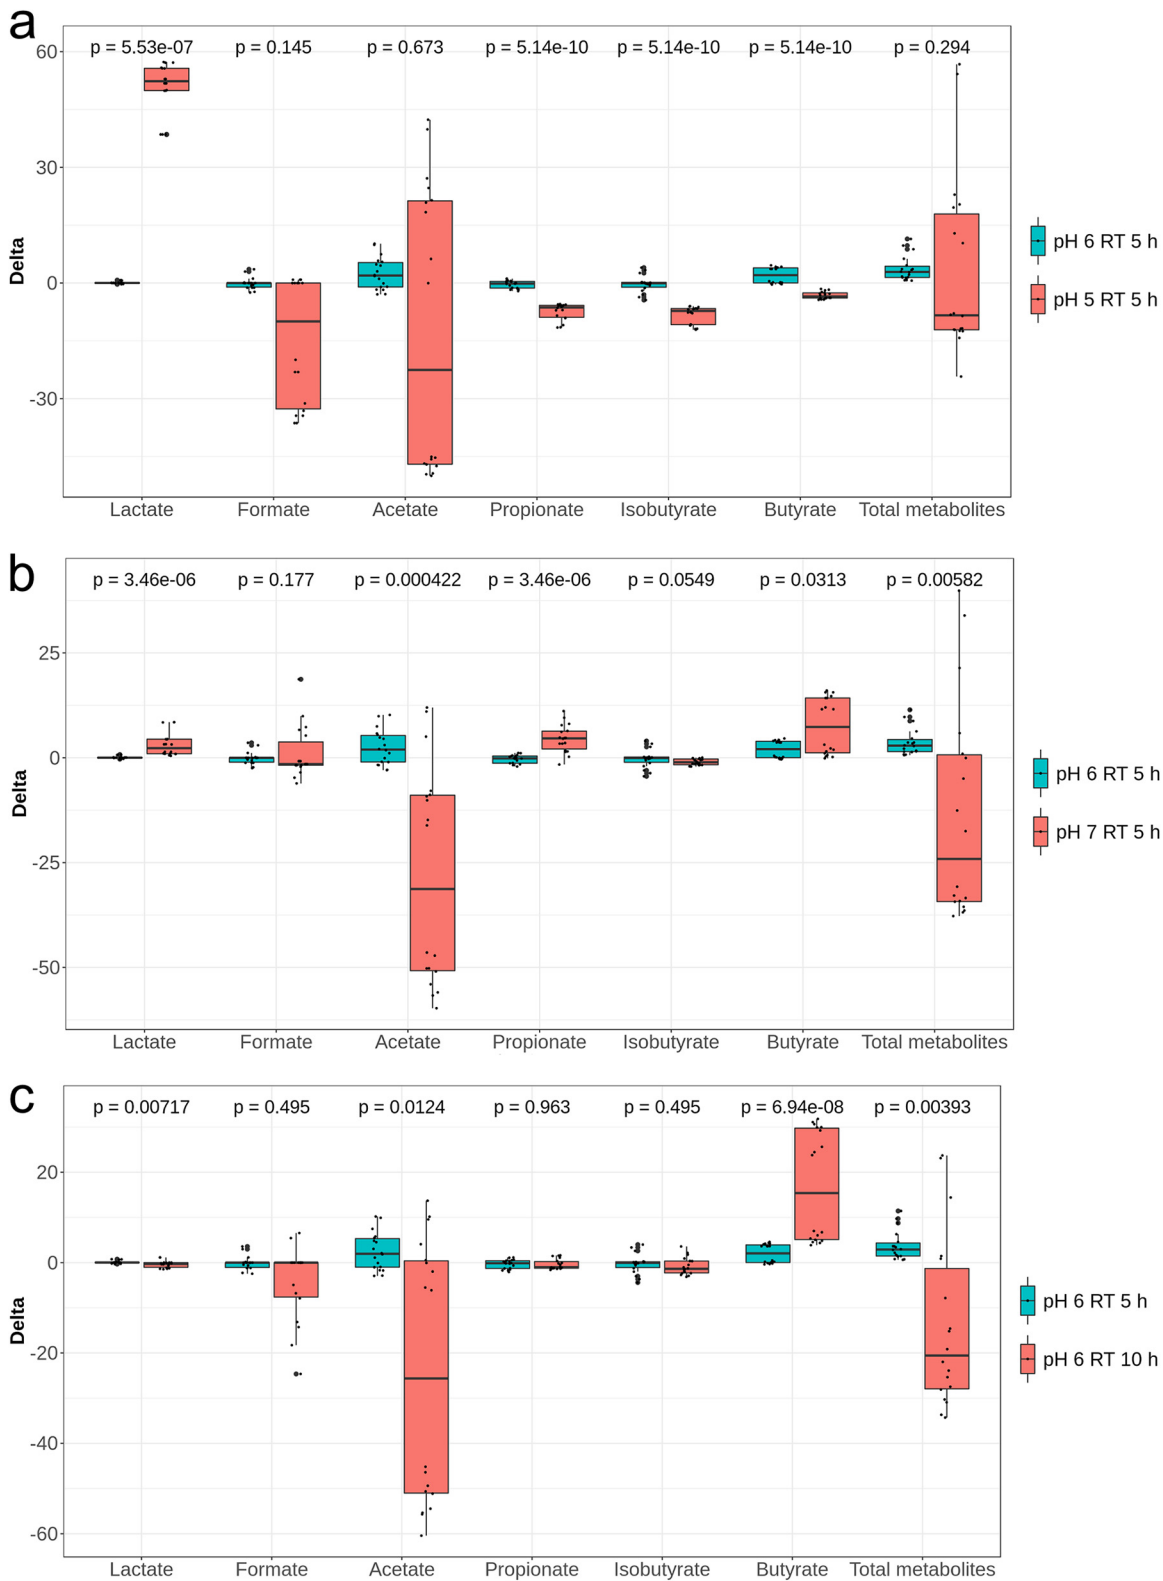 a
p = 5.53e-07 p = 0.145 p = 0.673 p = 5.14e-10 p = 5.14e-10 p = 5.14e-10 p = 0.294
60
30
0
-30
Delta
Lactate Formate Acetate Propionate Isobutyrate Butyrate Total metabolites
pH 6 RT 5 h
pH 5 RT 5 h
b
p = 3.46e-06 p = 0.177 p = 0.000422 p = 3.46e-06 p = 0.0549 p = 0.0313 p = 0.00582
25
0
-25
-50
Delta
Lactate Formate Acetate Propionate Isobutyrate Butyrate Total metabolites
pH 6 RT 5 h
pH 7 RT 5 h
c
p = 0.00717 p = 0.495 p = 0.0124 p = 0.963 p = 0.495 p = 6.94e-08 p = 0.00393
20
0
-20
-40
-60
Delta
Lactate Formate Acetate Propionate Isobutyrate Butyrate Total metabolites
pH 6 RT 5 h
pH 6 RT 10 h